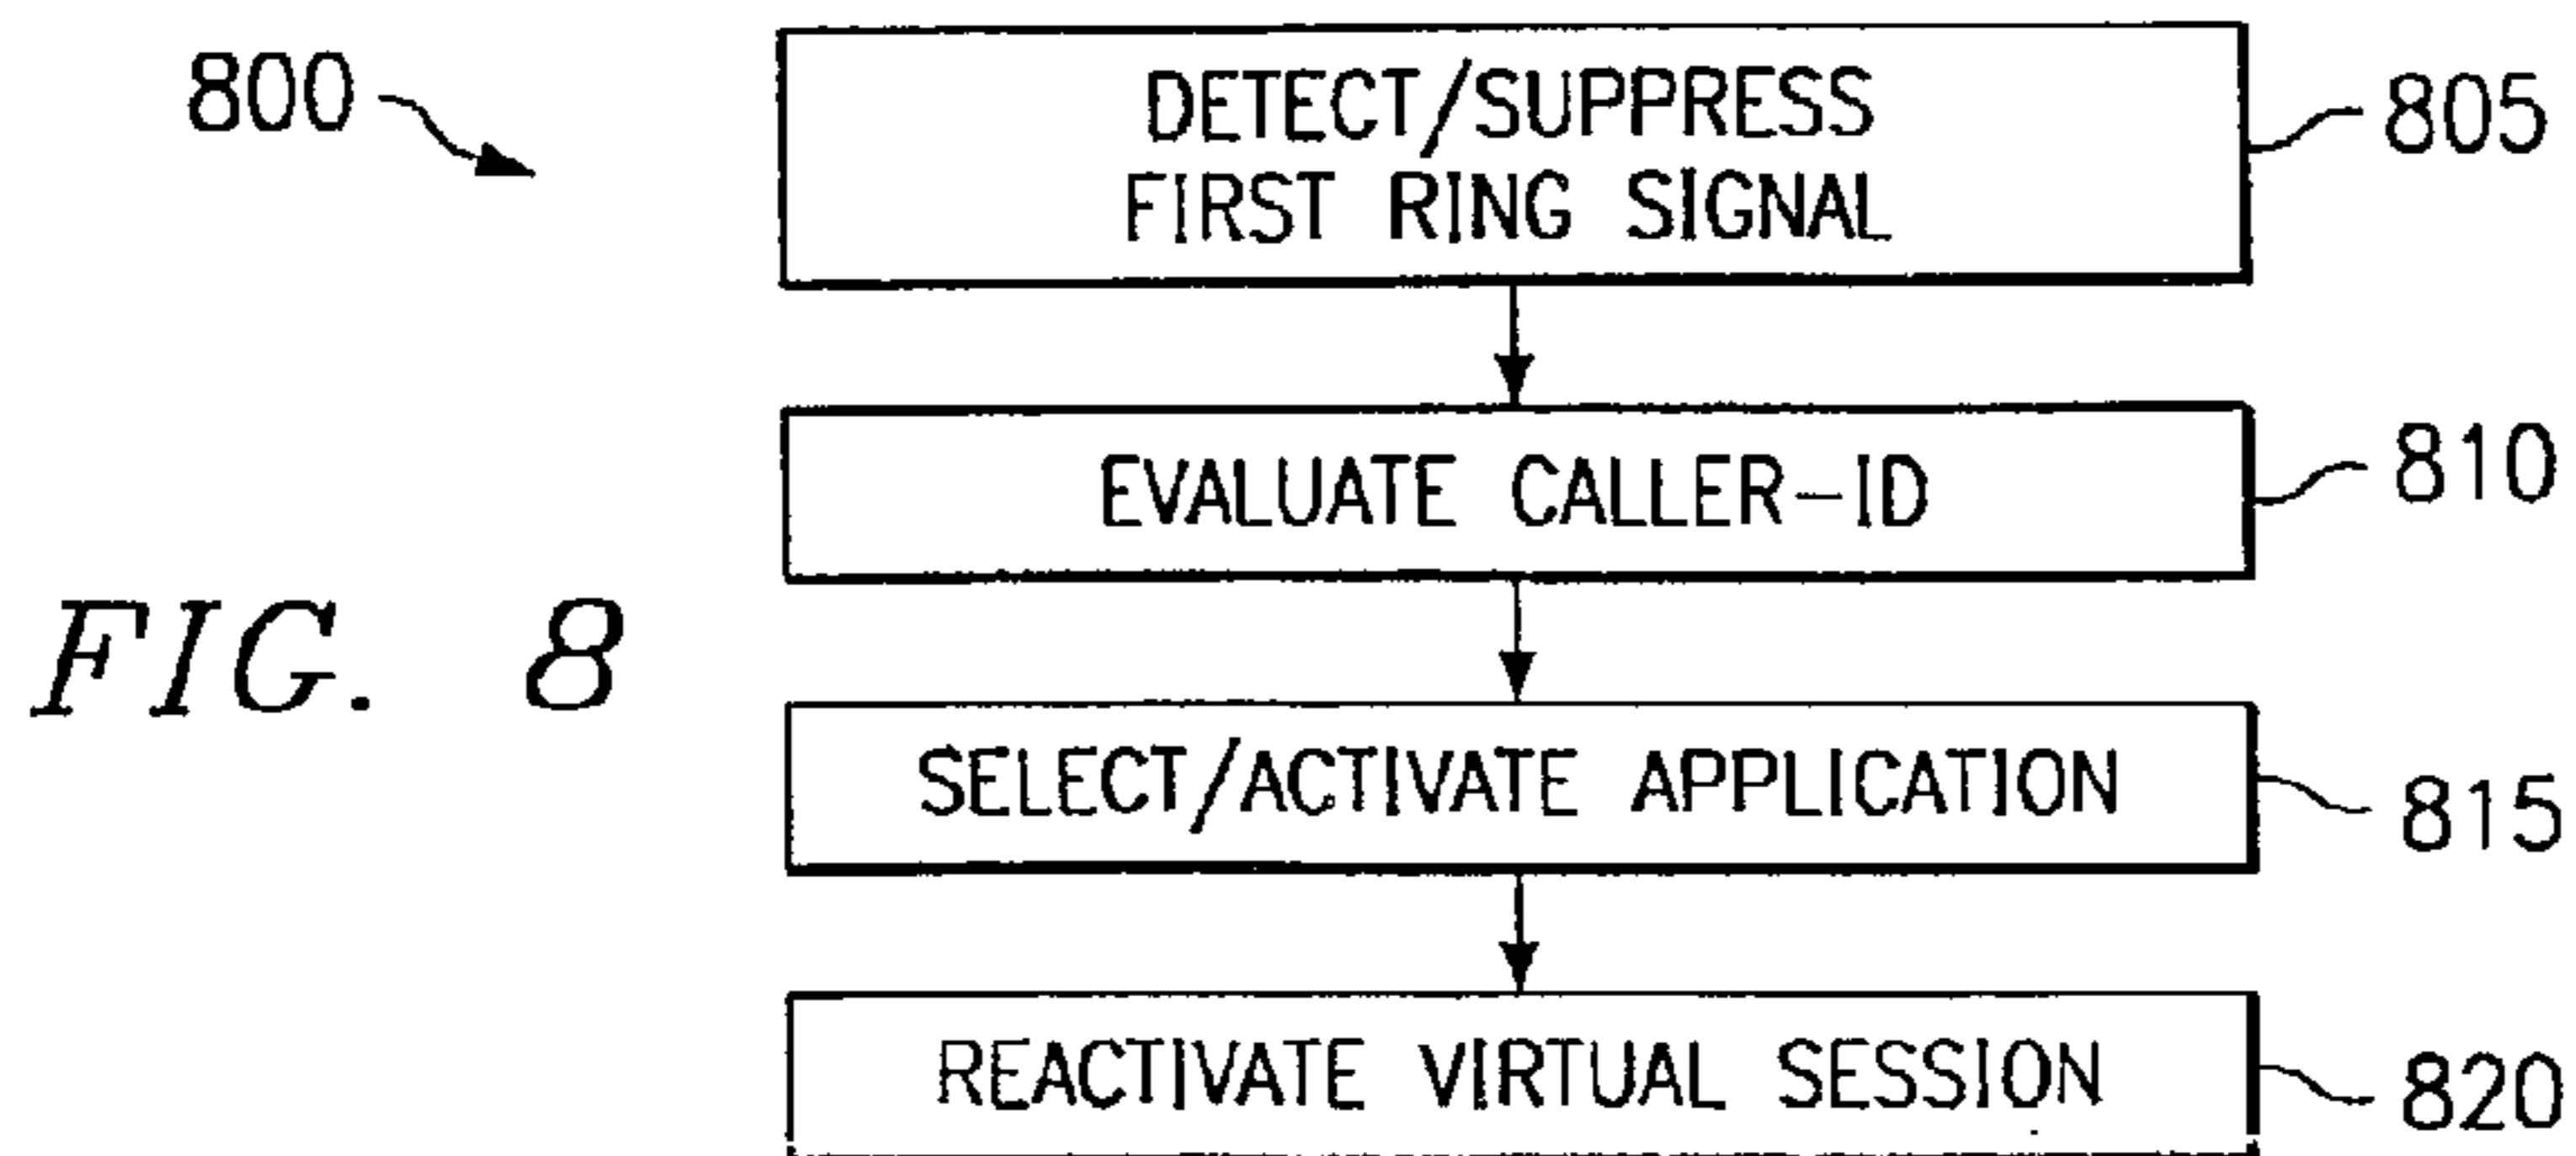 800
DETECT/SUPPRESS
FIRST RING SIGNAL
805
EVALUATE CALLER-ID
810
FIG. 8
SELECT/ACTIVATE APPLICATION
815
REACTIVATE VIRTUAL SESSION
820